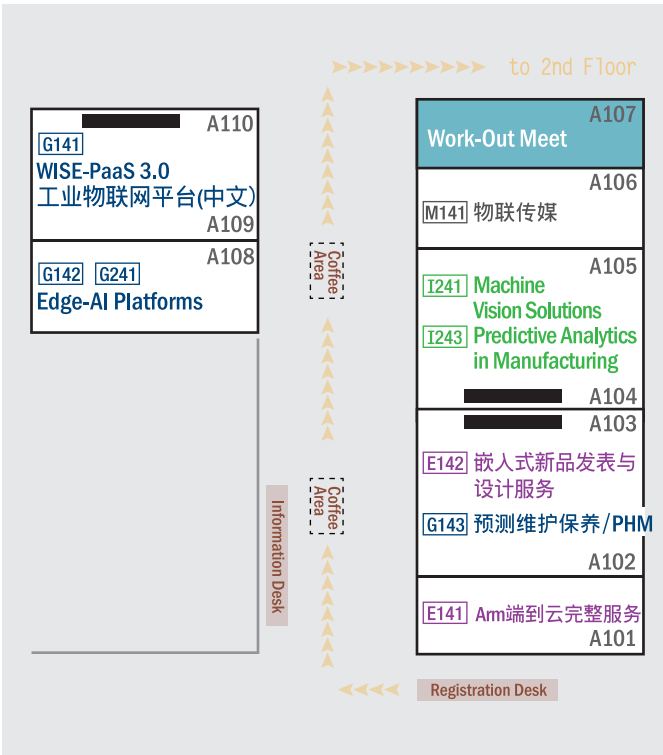 to 2nd Floor
A110
G141
WISE-PaaS 3.0
工业物联网平台(中文)
A109
A108
G142 G241
Edge-AI Platforms
Coffee
Area
Coffee
Area
Information Desk
A107
Work-Out Meet
A106
M141 物联传媒
A105
I241 Machine
Vision Solutions
I243 Predictive Analytics
in Manufacturing
A104
A103
E142 嵌入式新品发表与
设计服务
G143 预测维护保养/PHM
A102
E141 Arm端到云完整服务
A101
Registration Desk